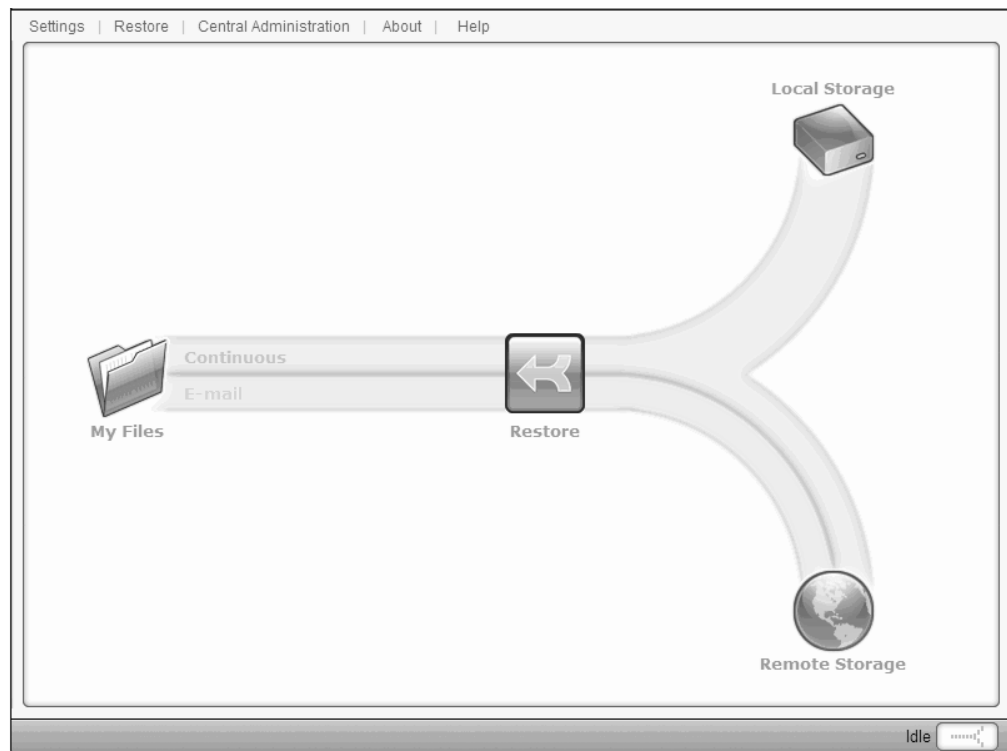 Settings | Restore | Central Administration | About | Help
Local Storage
Continuous
E-mail
My Files
Restore
Remote Storage
Idle